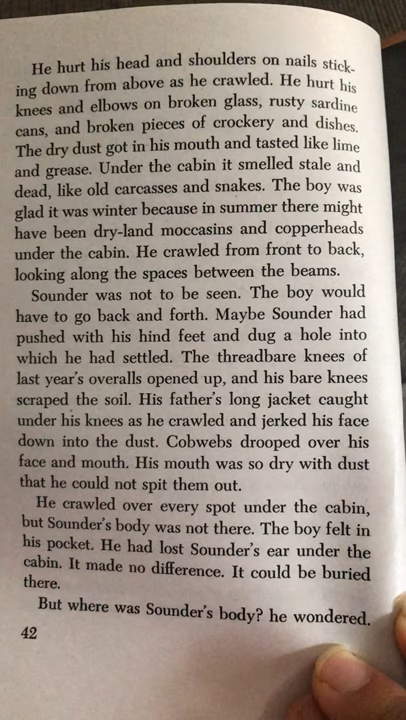 He hurt his head and shoulders on nails stick-
ing down from above as he crawled. He hurt his
knees and elbows on broken glass, rusty sardine
cans, and broken pieces of crockery and dishes.
The dry dust got in his mouth and tasted like lime
and grease. Under the cabin it smelled stale and
dead, like old carcasses and snakes. The boy was
glad it was winter because in summer there might
have been dry-land moccasins and copperheads
under the cabin. He crawled from front to back,
looking along the spaces between the beams.
Sounder was not to be seen. The boy would
have to go back and forth. Maybe Sounder had
pushed with his hind feet and dug a hole into
which he had settled. The threadbare knees of
last year's overalls opened up, and his bare knees
scraped the soil. His father's long jacket caught
under his knees as he crawled and jerked his face
down into the dust. Cobwebs drooped over his
face and mouth. His mouth was so dry with dust
that he could not spit them out.
He crawled over every spot under the cabin,
but Sounder's body was not there. The boy felt in
his pocket. He had lost Sounder's ear under the
cabin. It made no difference. It could be buried
there.
But where was Sounder's body? he wondered.
42